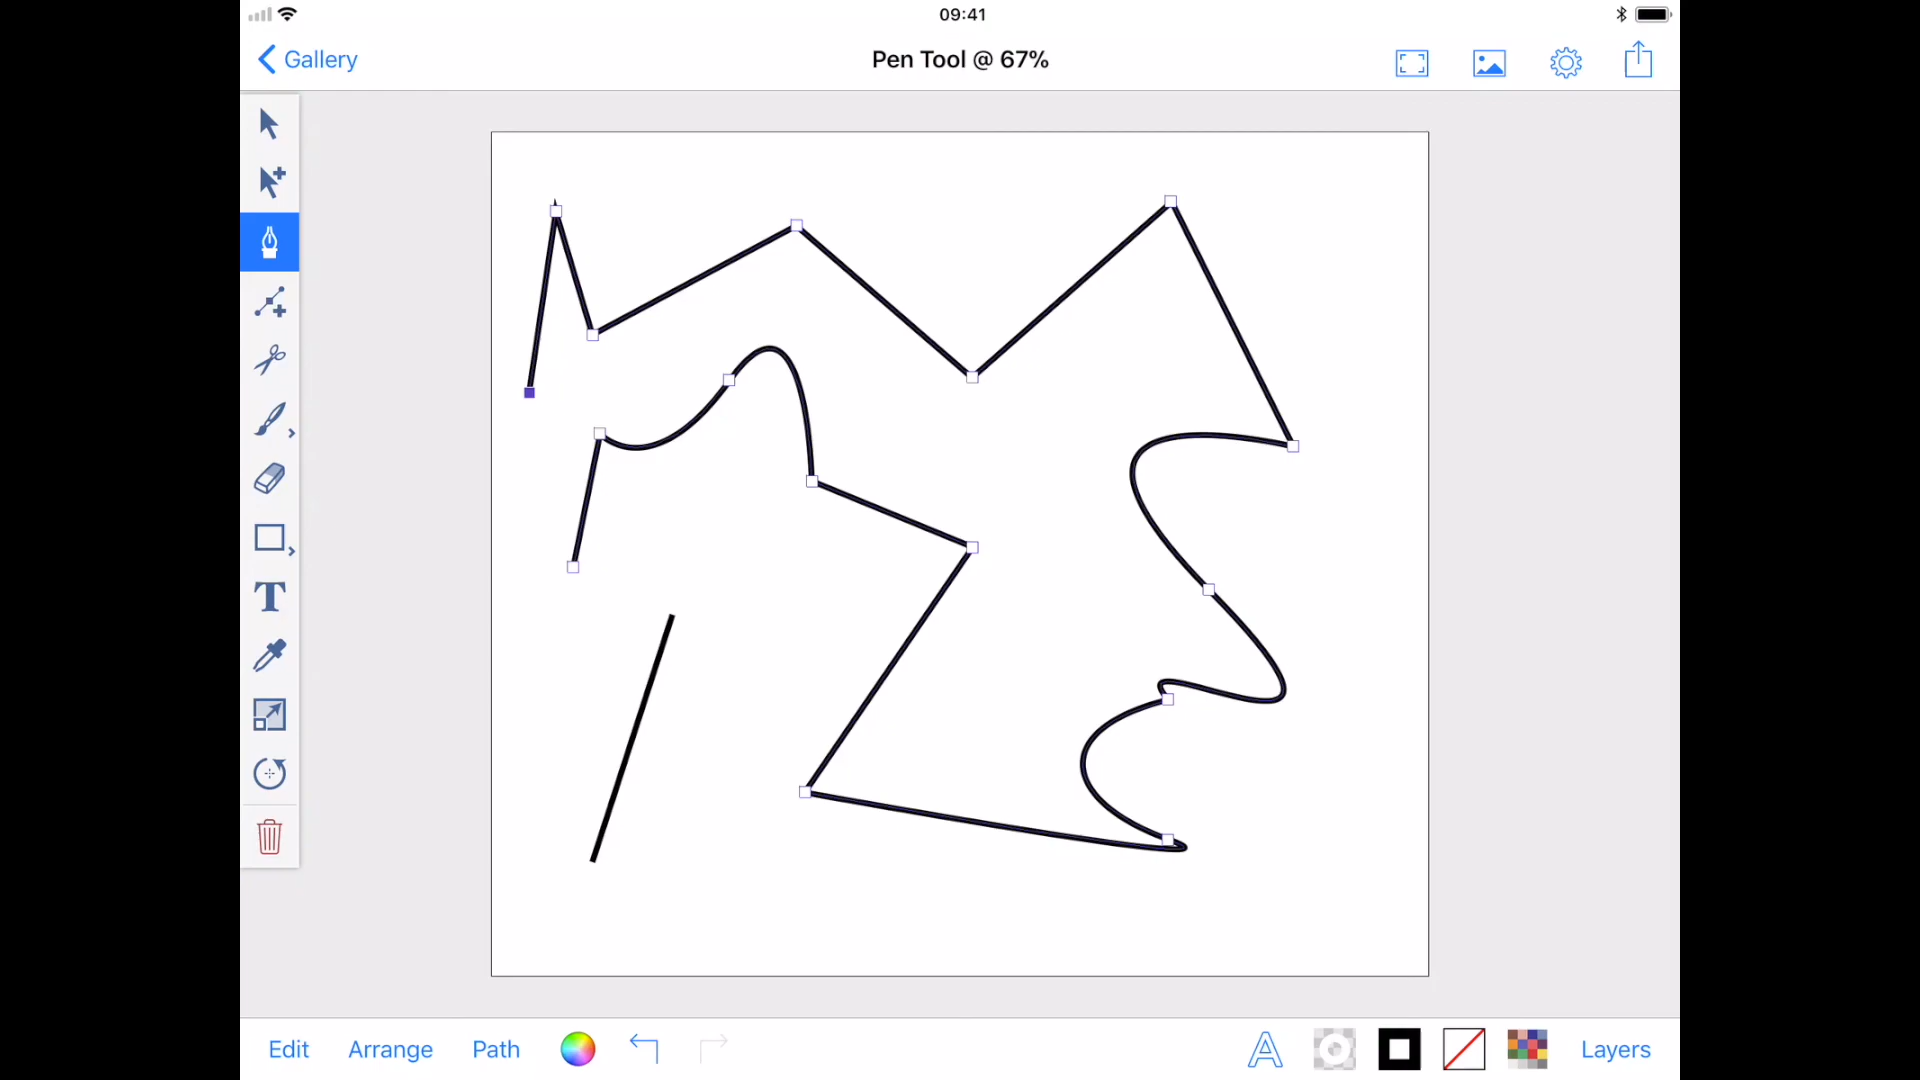 09:41
Gallery
Pen Tool @ 67%
T
Edit
Arrange
Path
A
Layers